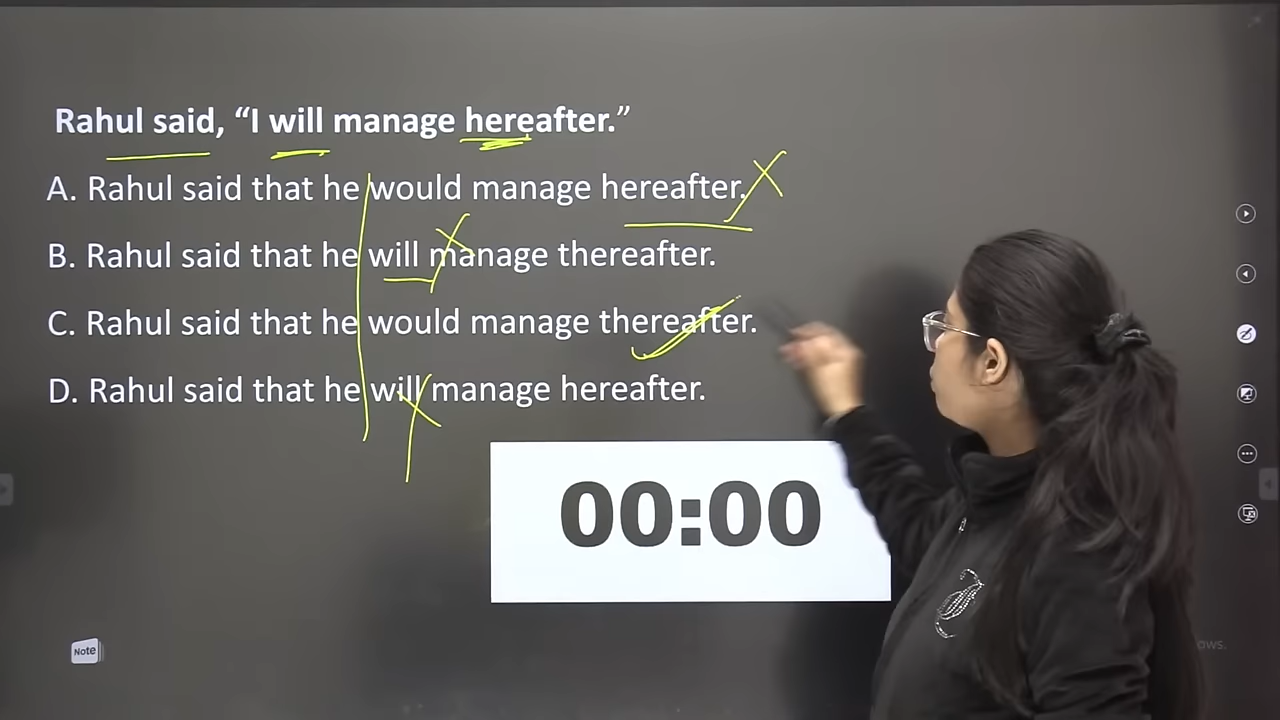 Rahul said, “I will manage hereafter.”
A. Rahul said that he would manage hereafter.
B. Rahul said that he will manage thereafter.
C. Rahul said that he would manage thereafter.
D. Rahul said that he will manage hereafter.
00:00
Note
aws.